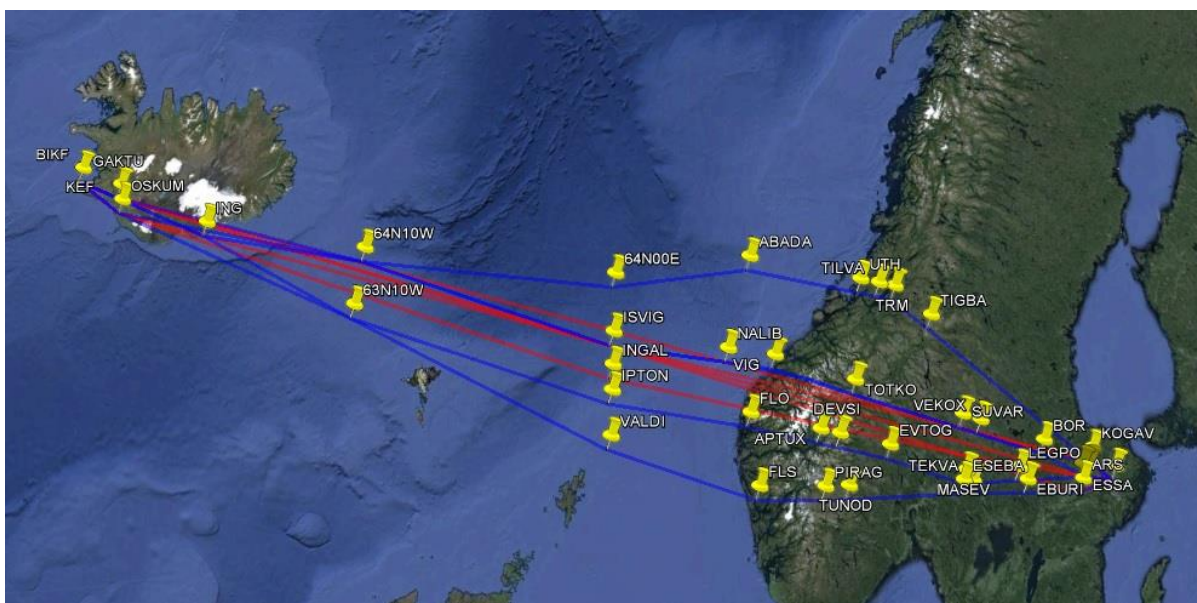 BIKF
GAKTU
KEF
OSKUM
ING
64N10W
63N10W
64N00E
ABADA
ISVIG
INGAL
IPTON
VALDI
NALIB
VIG
TILVA
UTH
TRM
TIGBA
TOTKO
FLO
DEVSI
APTUX
EVTOG
VEKOX
SUVAR
BOR
KOGAV
LEGPO
ARS
TEKVA
ESEBA
MASEV
EBURI
ESSA
FLS
PIRAG
TUNOD